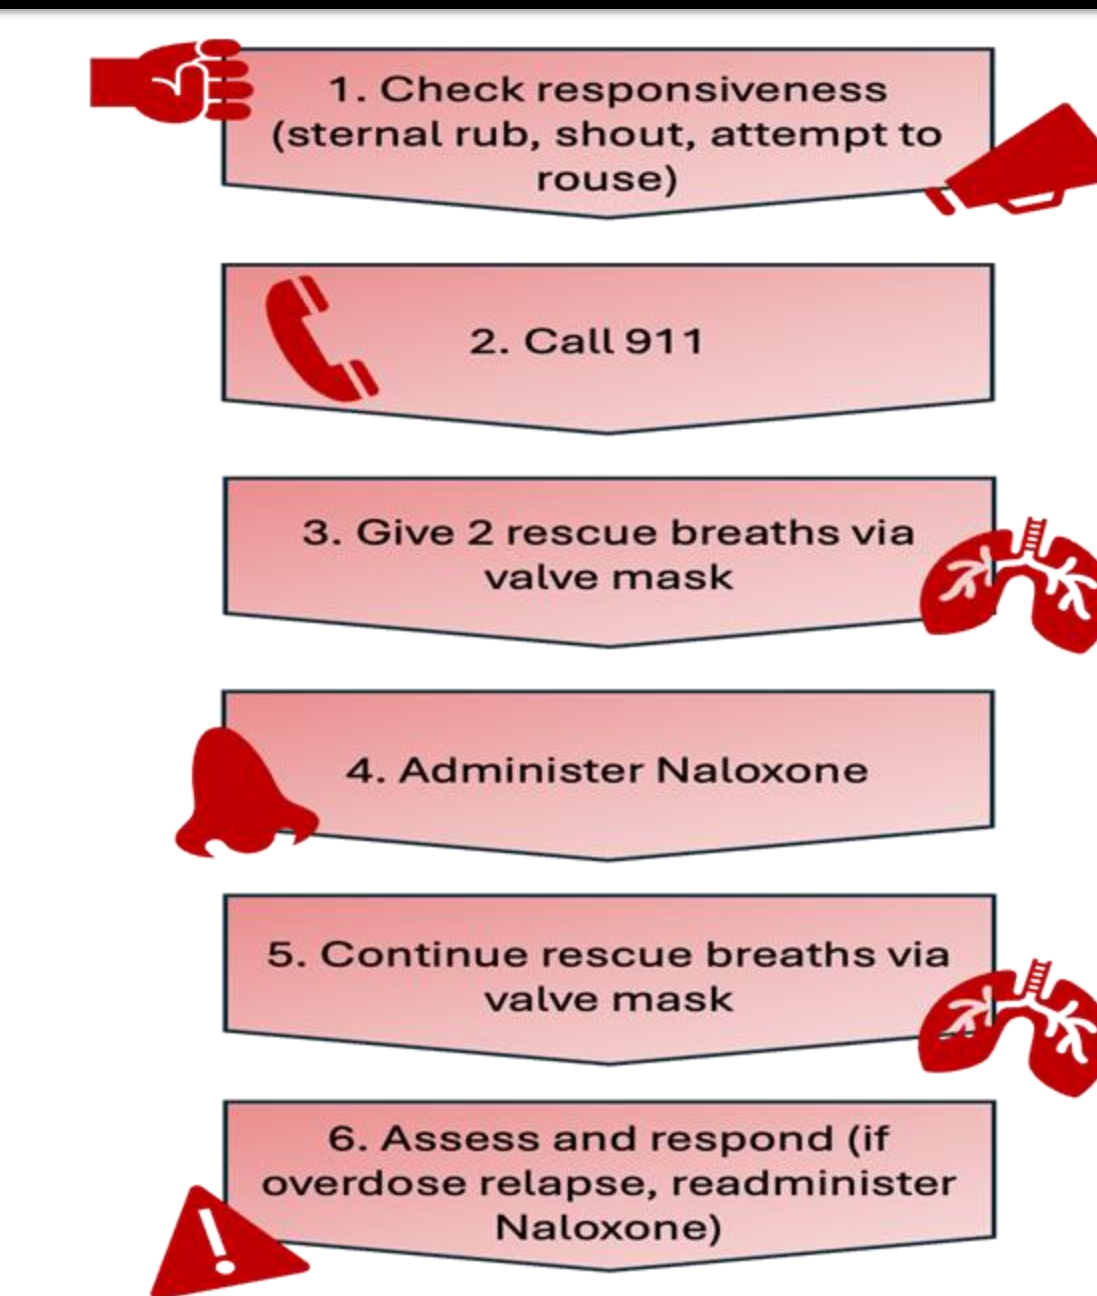 1. Check responsiveness
(sternal rub, shout, attempt to
rouse)
2. Call 911
3. Give 2 rescue breaths via
valve mask
4. Administer Naloxone
5. Continue rescue breaths via
valve mask
6. Assess and respond (if
overdose relapse, readminister
Naloxone)